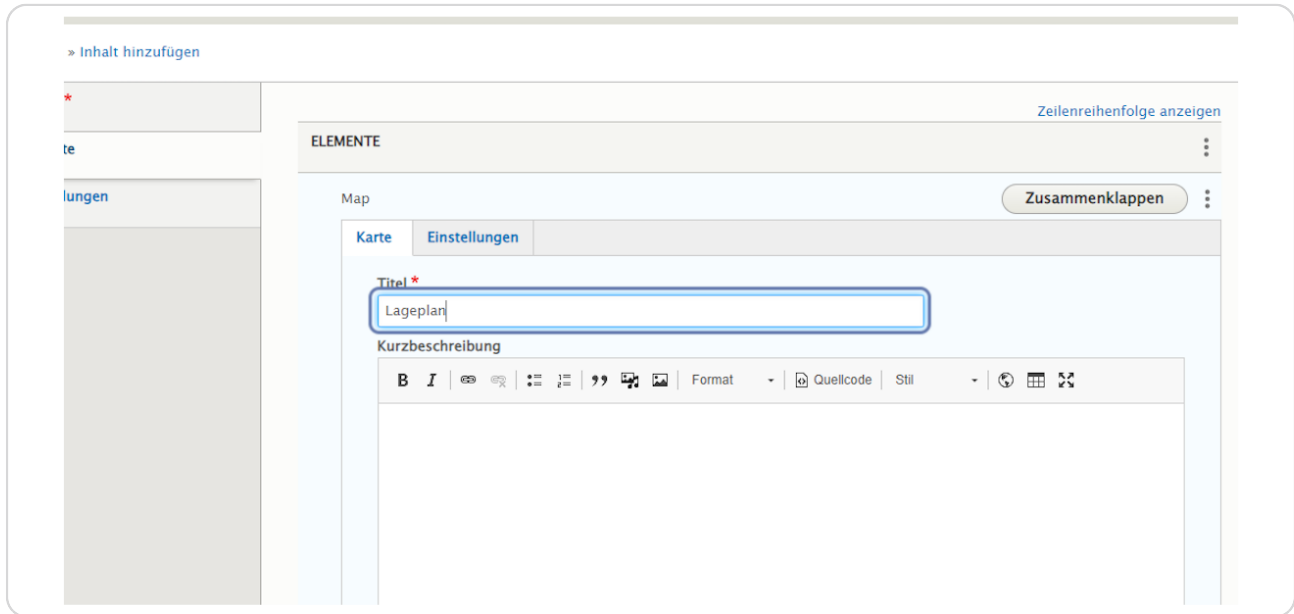 » Inhalt hinzufügen
*
Zeilenreihenfolge anzeigen
te
ELEMENTE
lungen
Map
Zusammenklappen
Karte Einstellungen
Titel *
Lageplan
Kurzbeschreibung
B I Format Quellcode Stil